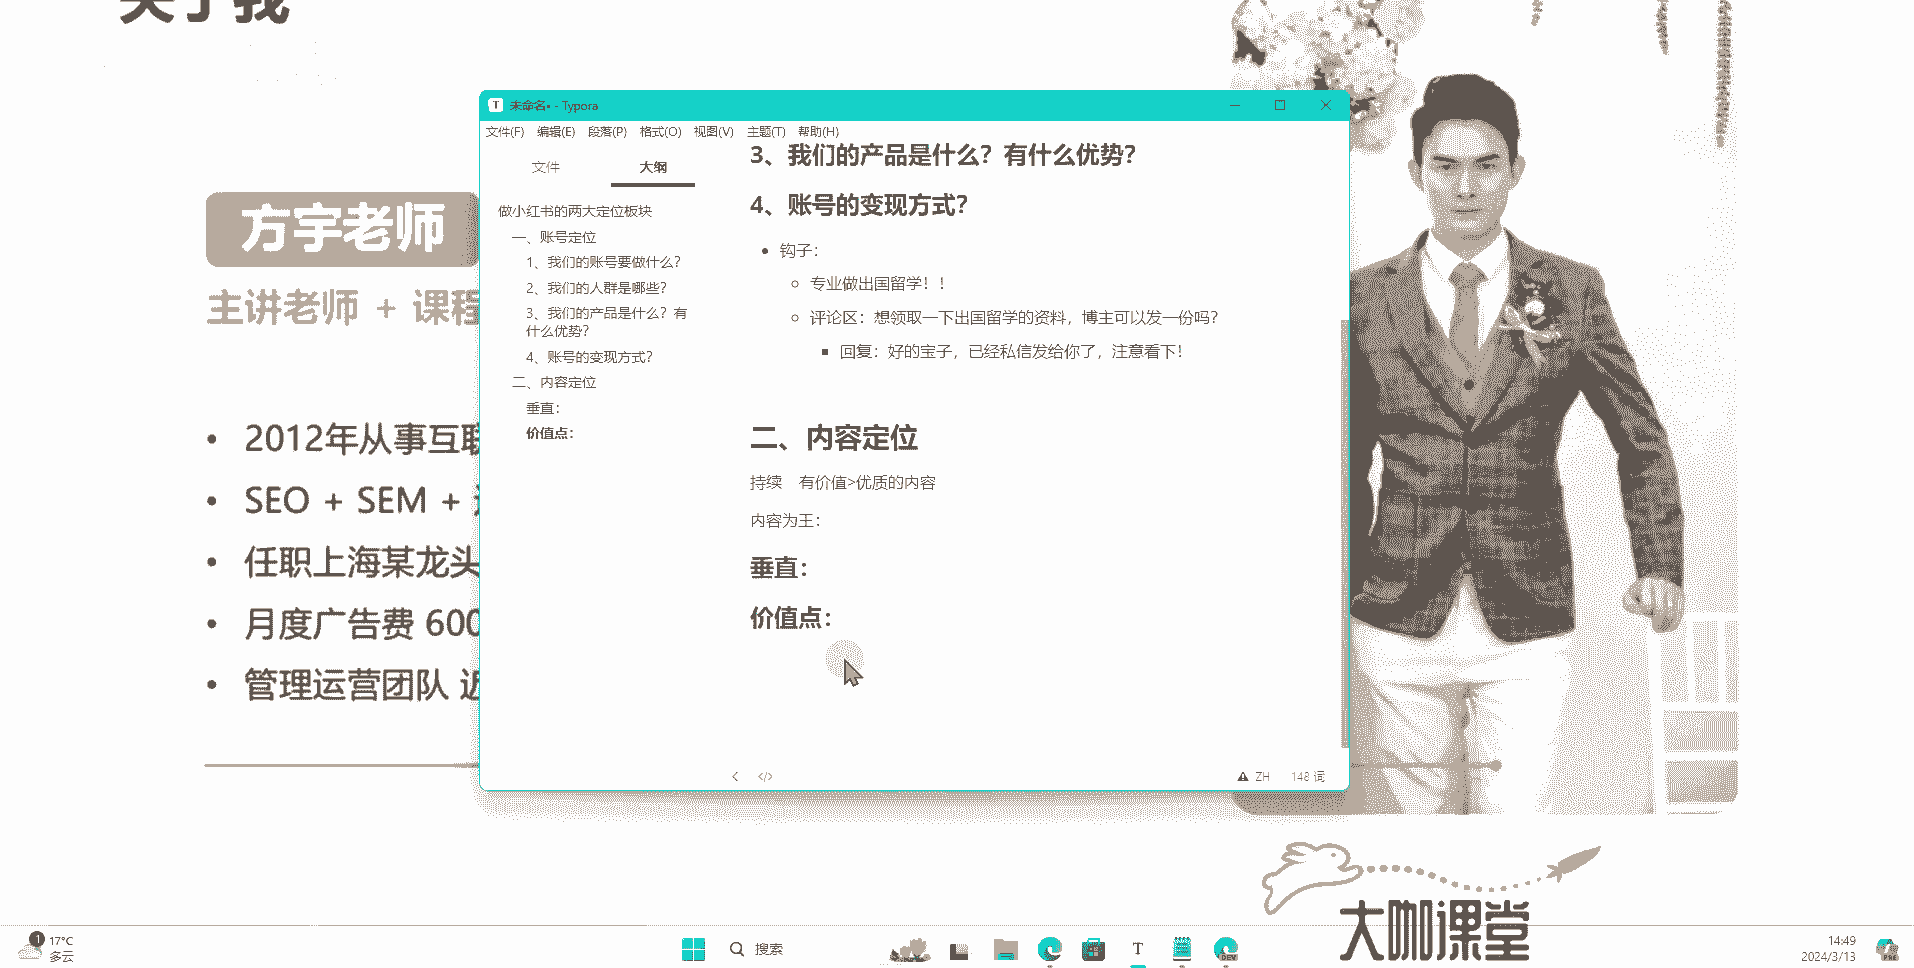 关于我
方宇老师
主讲老师 + 课程
• 2012年从事互联
• SEO + SEM +
• 任职上海某龙头
• 月度广告费 600
• 管理运营团队 近
未命名• - Typora
文件(F) 编辑(E) 段落(P) 格式(O) 视图(V) 主题(T) 帮助(H)
文件 大纲
做小红书的两大定位板块
一、账号定位
1、我们的账号要做什么？
2、我们的人群是哪些？
3、我们的产品是什么？有
什么优势？
4、账号的变现方式？
二、内容定位
垂直：
价值点：
3、我们的产品是什么？有什么优势？
4、账号的变现方式？
• 钩子：
○ 专业做出国留学！！
○ 评论区：想领取一下出国留学的资料，博主可以发一份吗？
▪ 回复：好的宝子，已经私信发给你了，注意看下！
二、内容定位
持续 有价值>优质的内容
内容为王：
垂直：
价值点：
ZH 148 词
大咖课堂
1
17°C
多云
搜索
T
DEV
14:49
2024/3/13
PRE